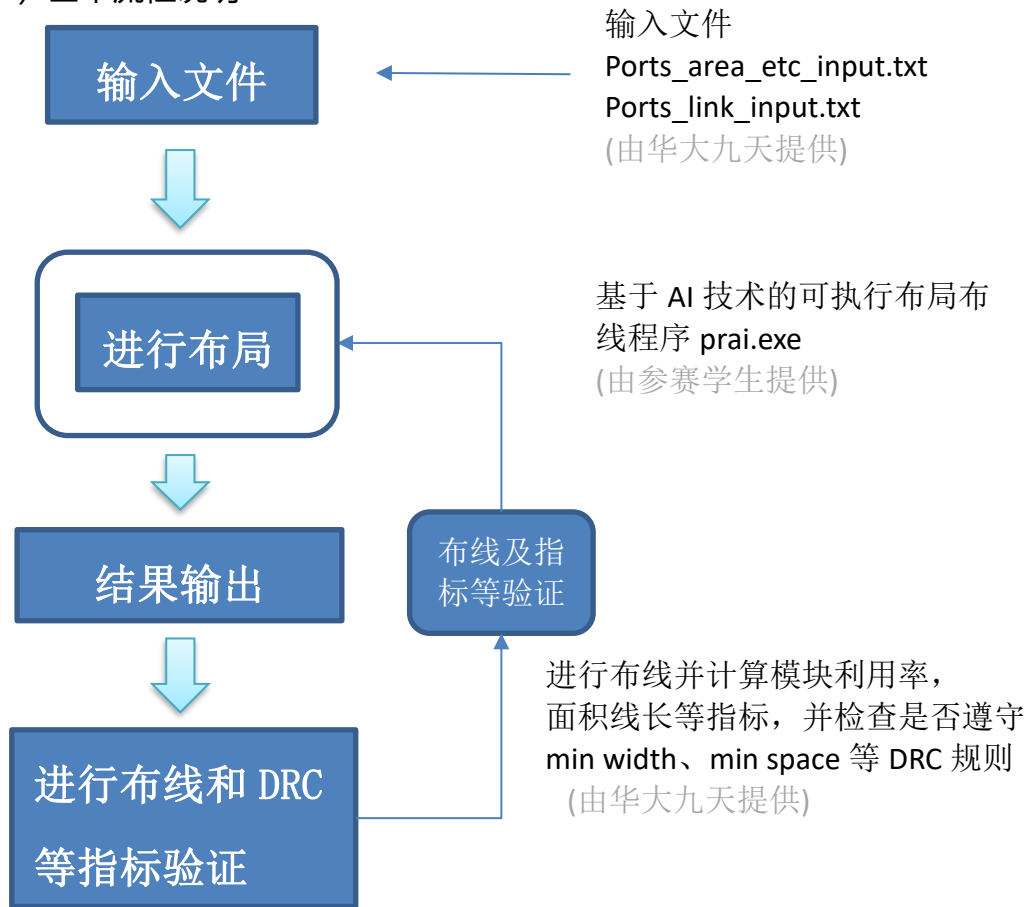 输入文件
输入文件
Ports_area_etc_input.txt
Ports_link_input.txt
(由华大九天提供)
进行布局
基于 AI 技术的可执行布局布
线程序 prai.exe
(由参赛学生提供)
结果输出
布线及指
标等验证
进行布线并计算模块利用率，
面积线长等指标，并检查是否遵守
min width、min space 等 DRC 规则
(由华大九天提供)
进行布线和 DRC
等指标验证